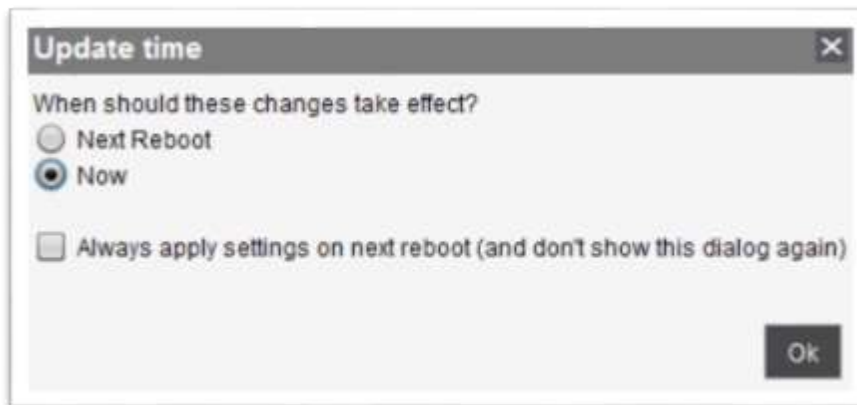 Update time
When should these changes take effect?
Next Reboot
Now
Always apply settings on next reboot (and don't show this dialog again)
Ok